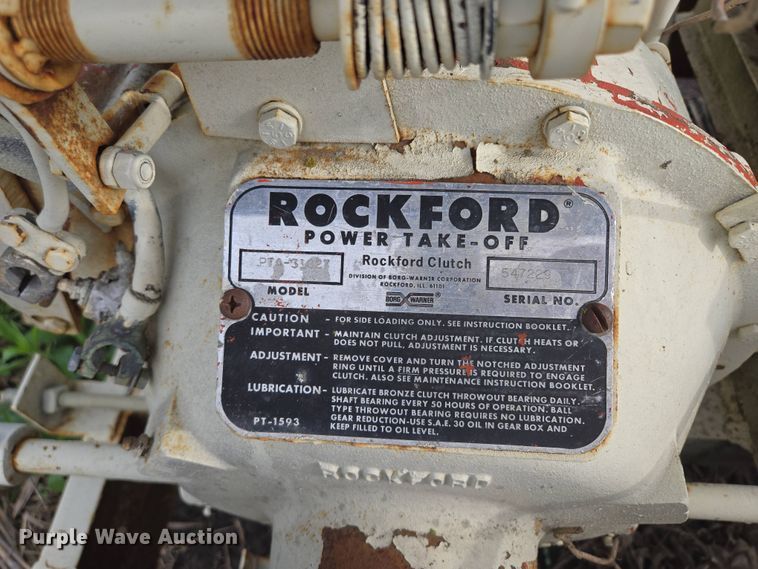 ROCKFORD®
POWER TAKE-OFF
Rockford Clutch
DIVISION OF BORG-WARNER CORPORATION
ROCKFORD, ILL. 61101
MODEL
547229
SERIAL NO.
BORG WARNER
CAUTION - FOR SIDE LOADING ONLY. SEE INSTRUCTION BOOKLET.
IMPORTANT - MAINTAIN CLUTCH ADJUSTMENT. IF CLUTCH HEATS OR
DOES NOT PULL, ADJUSTMENT IS NECESSARY.
ADJUSTMENT - REMOVE COVER AND TURN THE NOTCHED ADJUSTMENT
RING UNTIL A FIRM PRESSURE IS REQUIRED TO ENGAGE
CLUTCH. ALSO SEE MAINTENANCE INSTRUCTION BOOKLET.
LUBRICATION - LUBRICATE BRONZE CLUTCH THROWOUT BEARING DAILY.
SHAFT BEARING EVERY 50 HOURS OF OPERATION. BALL
TYPE THROWOUT BEARING REQUIRES NO LUBRICATION.
GEAR REDUCTION-USE S.A.E. 30 OIL IN GEAR BOX AND
KEEP FILLED TO OIL LEVEL.
PT-1593
ROCKFORD
Purple Wave Auction